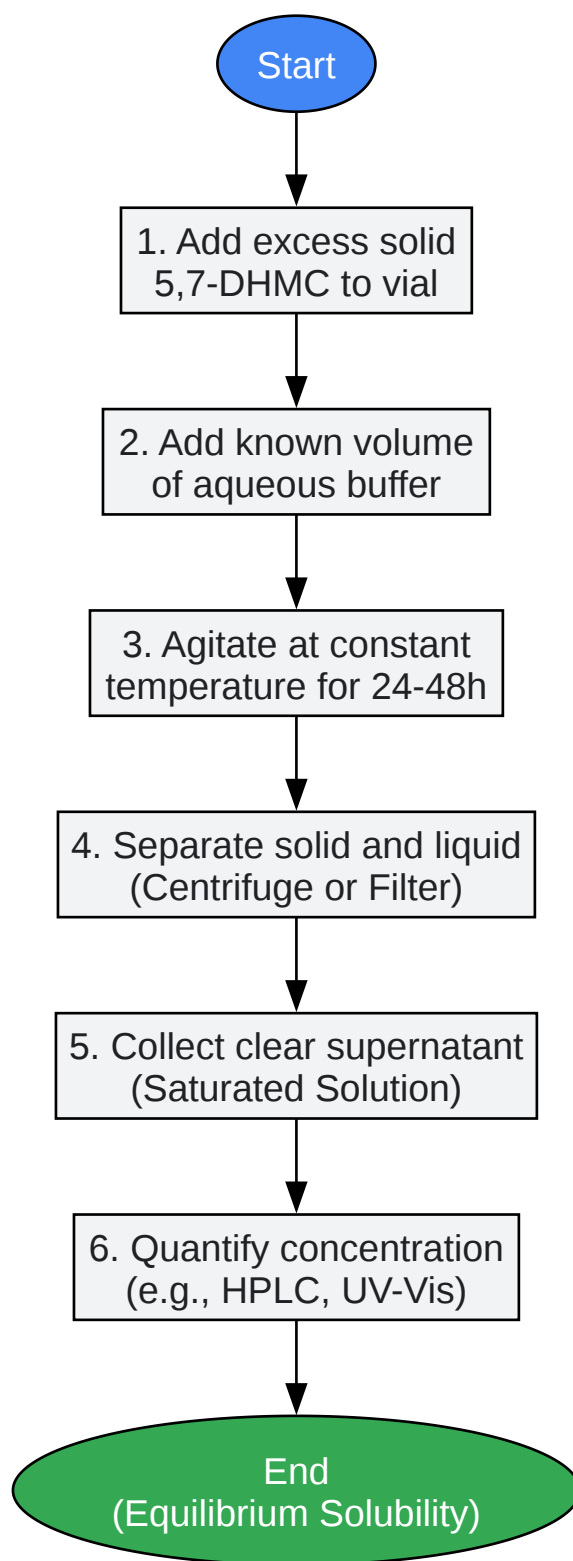 Start
1. Add excess solid
5,7-DHMC to vial
2. Add known volume
of aqueous buffer
3. Agitate at constant
temperature for 24-48h
4. Separate solid and liquid
(Centrifuge or Filter)
5. Collect clear supernatant
(Saturated Solution)
6. Quantify concentration
(e.g., HPLC, UV-Vis)
End
(Equilibrium Solubility)